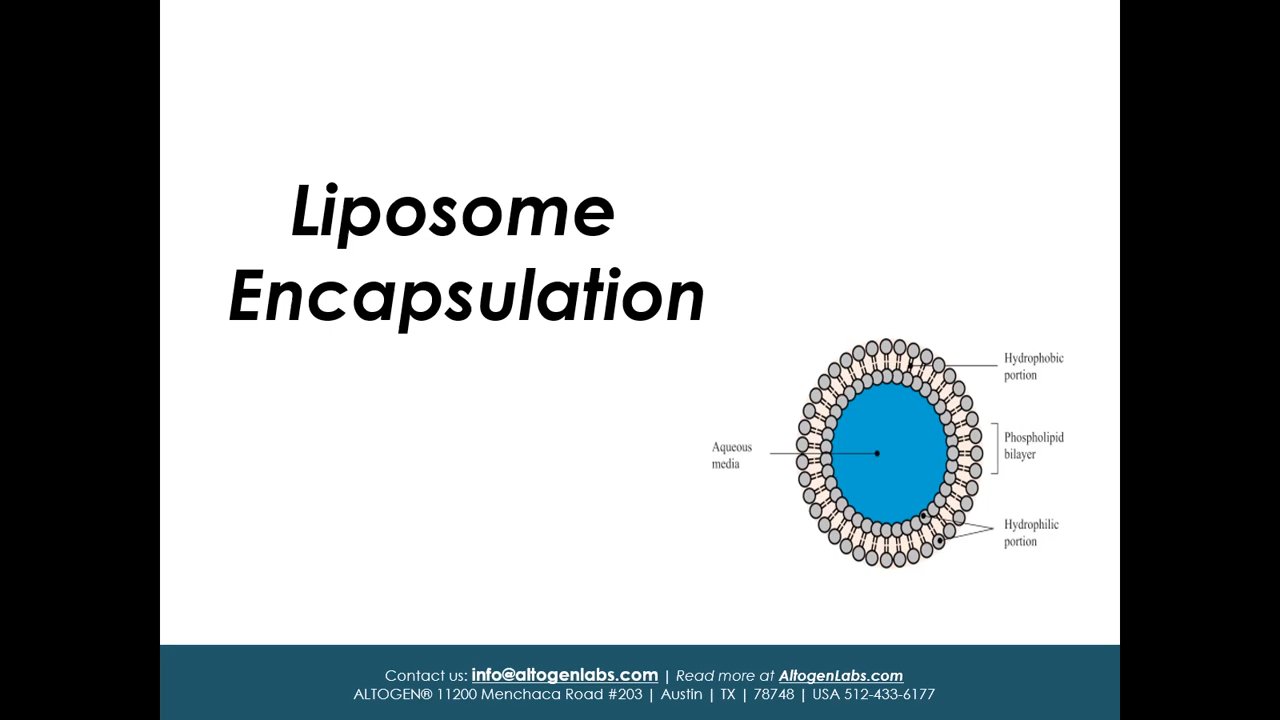 Liposome
Encapsulation
Hydrophobic
portion
Aqueous
media
Phospholipid
bilayer
Hydrophilic
portion
Contact us: info@altogenlabs.com | Read more at AltogenLabs.com
ALTOGEN® 11200 Menchaca Road #203 | Austin | TX | 78748 | USA 512-433-6177